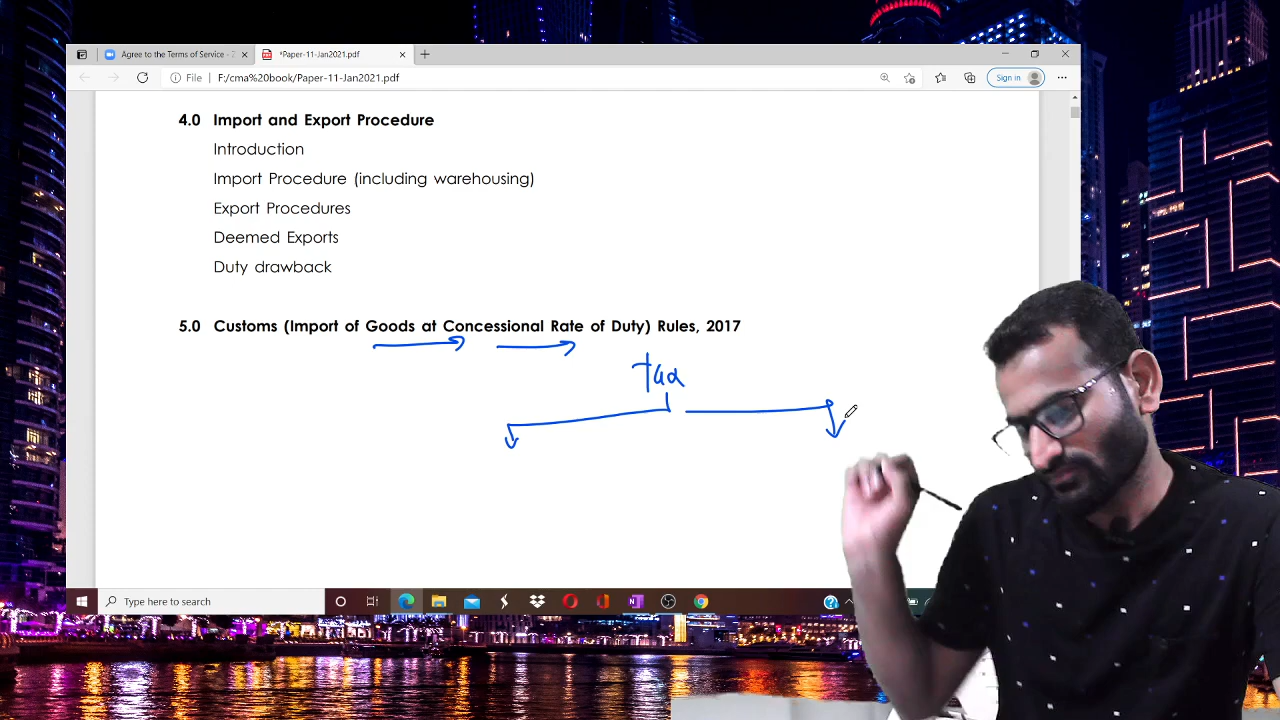 Agree to the Terms of Service - Z
*Paper-11-Jan2021.pdf
File
F:/cma%20book/Paper-11-Jan2021.pdf
Sign in
4.0 Import and Export Procedure
Introduction
Import Procedure (including warehousing)
Export Procedures
Deemed Exports
Duty drawback
5.0 Customs (Import of Goods at Concessional Rate of Duty) Rules, 2017
tax
Type here to search